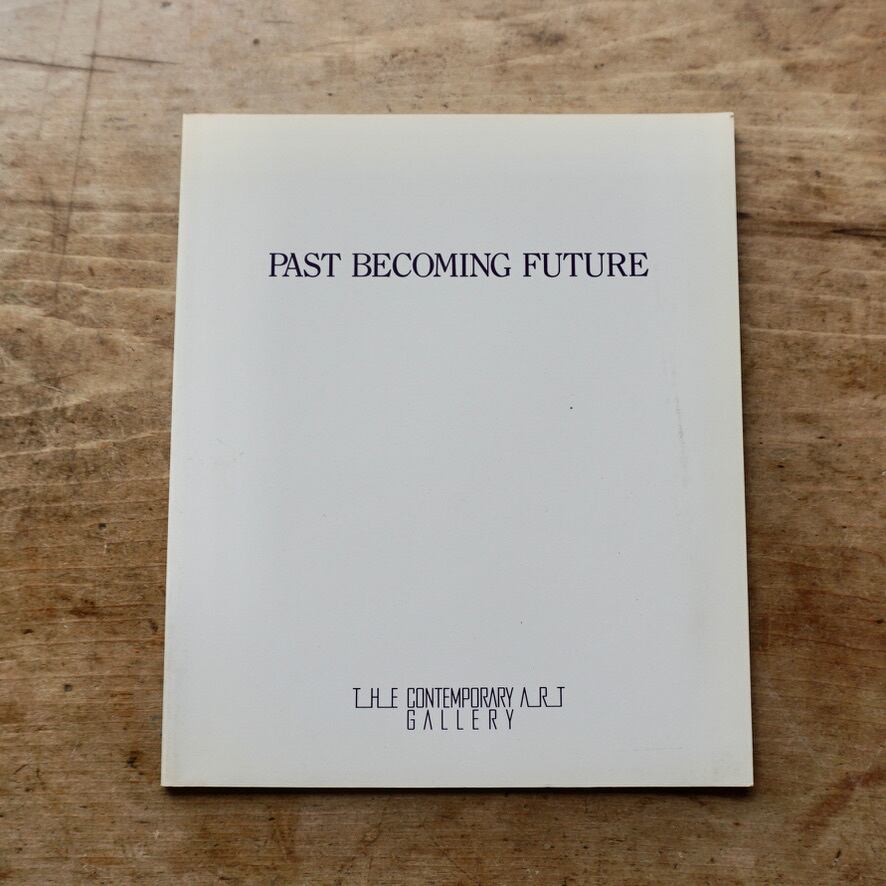 PAST BECOMING FUTURE
THE CONTEMPORARY ART
GALLERY